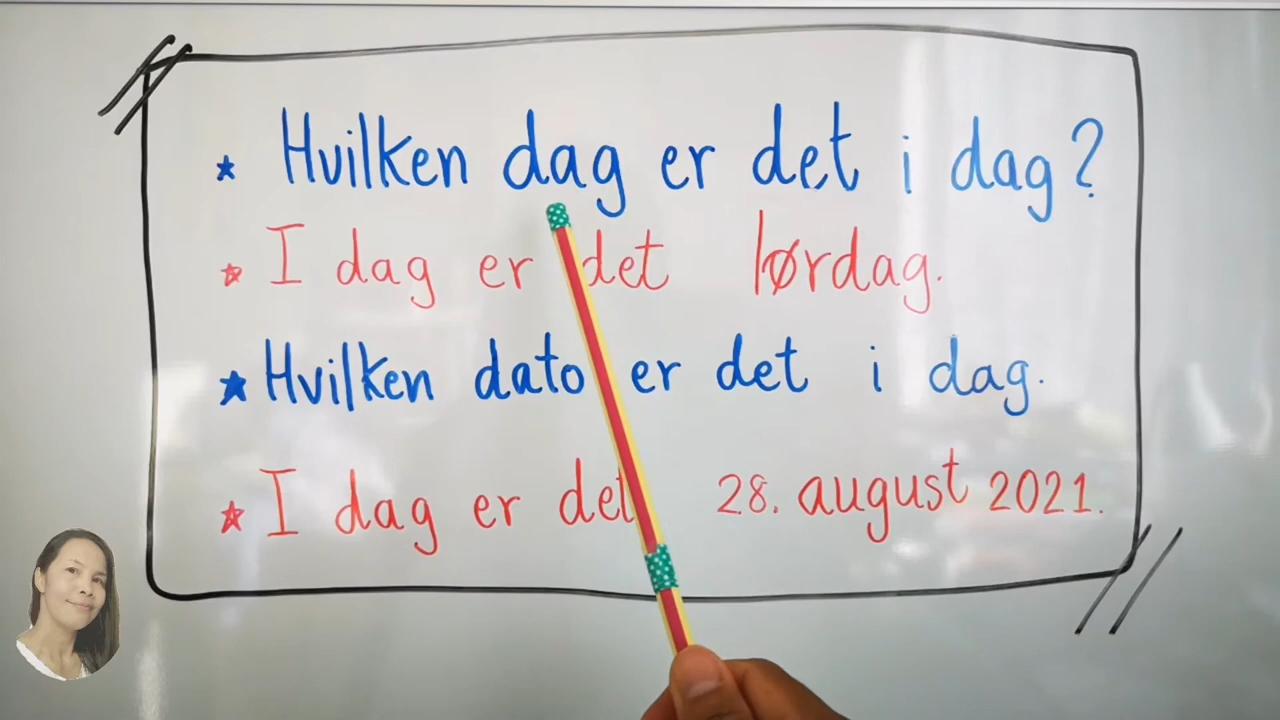 Hvilken dag er det i dag?
I dag er det lørdag.
Hvilken dato er det i dag.
I dag er det 28. august 2021.